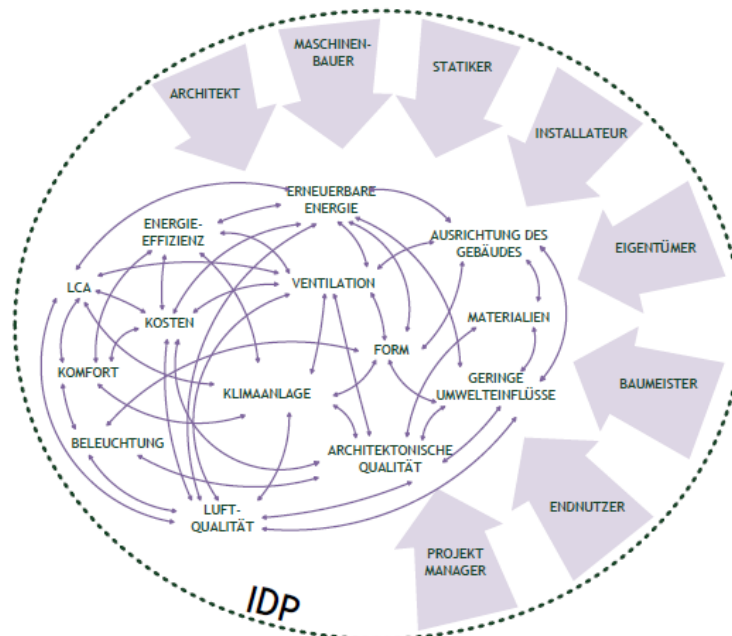 MASCHINEN-
BAUER
STATIKER
ARCHITEKT
INSTALLATEUR
EIGENTÜMER
BAUMEISTER
ENDNUTZER
PROJEKT
MANAGER
ERNEUERBARE
ENERGIE
ENERGIE-
EFFIZIENZ
AUSRICHTUNG DES
GEBÄUDES
LCA
VENTILATION
KOSTEN
MATERIALIEN
FORM
KOMFORT
KLIMAANLAGE
GERINGE
UMWELTEINFLÜSSE
BELEUCHTUNG
ARCHITEKTONISCHE
QUALITÄT
LUFT-
QUALITÄT
IDP